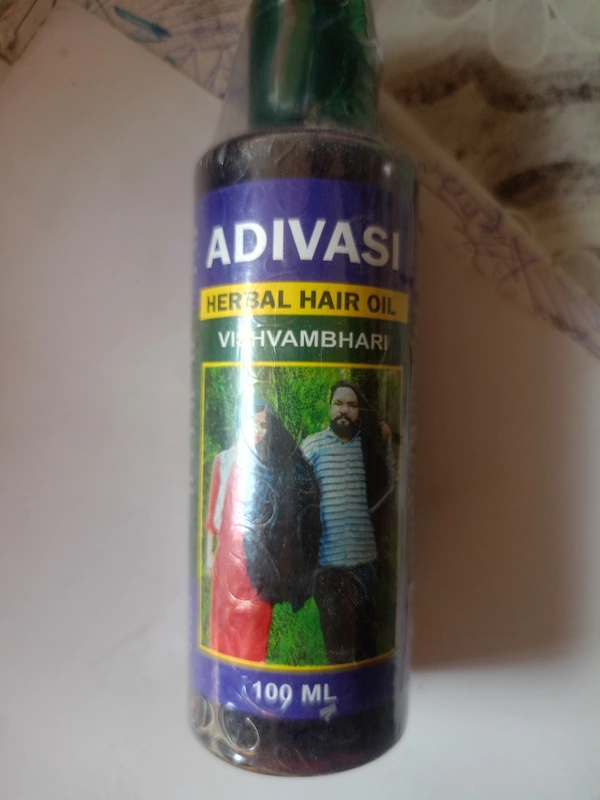 ADIVASI
HERBAL HAIR OIL
VISHVAMBHARI
100 ML